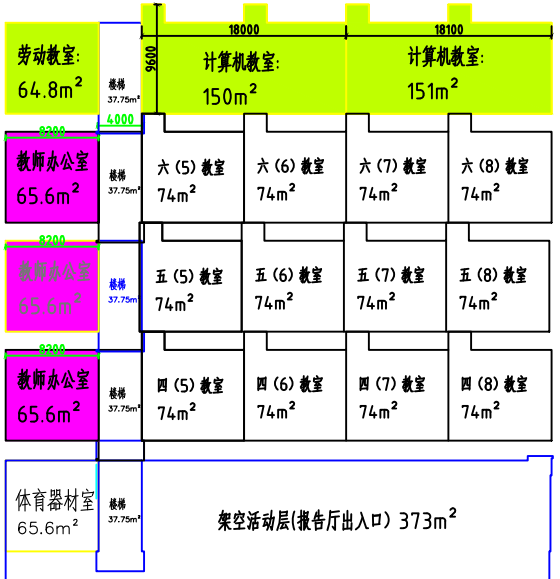 18000
18100
劳动教室:
64.8m²
楼梯
37.75m²
9600
计算机教室:
150m²
计算机教室:
151m²
4000
8200
教师办公室
65.6m²
楼梯
37.75m²
六（5）教室
74m²
六（6）教室
74m²
六（7）教室
74m²
六（8）教室
74m²
8200
教师办公室
65.6m²
楼梯
37.75m²
五（5）教室
74m²
五（6）教室
74m²
五（7）教室
74m²
五（8）教室
74m²
8200
教师办公室
65.6m²
楼梯
37.75m²
四（5）教室
74m²
四（6）教室
74m²
四（7）教室
74m²
四（8）教室
74m²
体育器材室
65.6m²
楼梯
37.75m²
架空活动层(报告厅出入口) 373m²